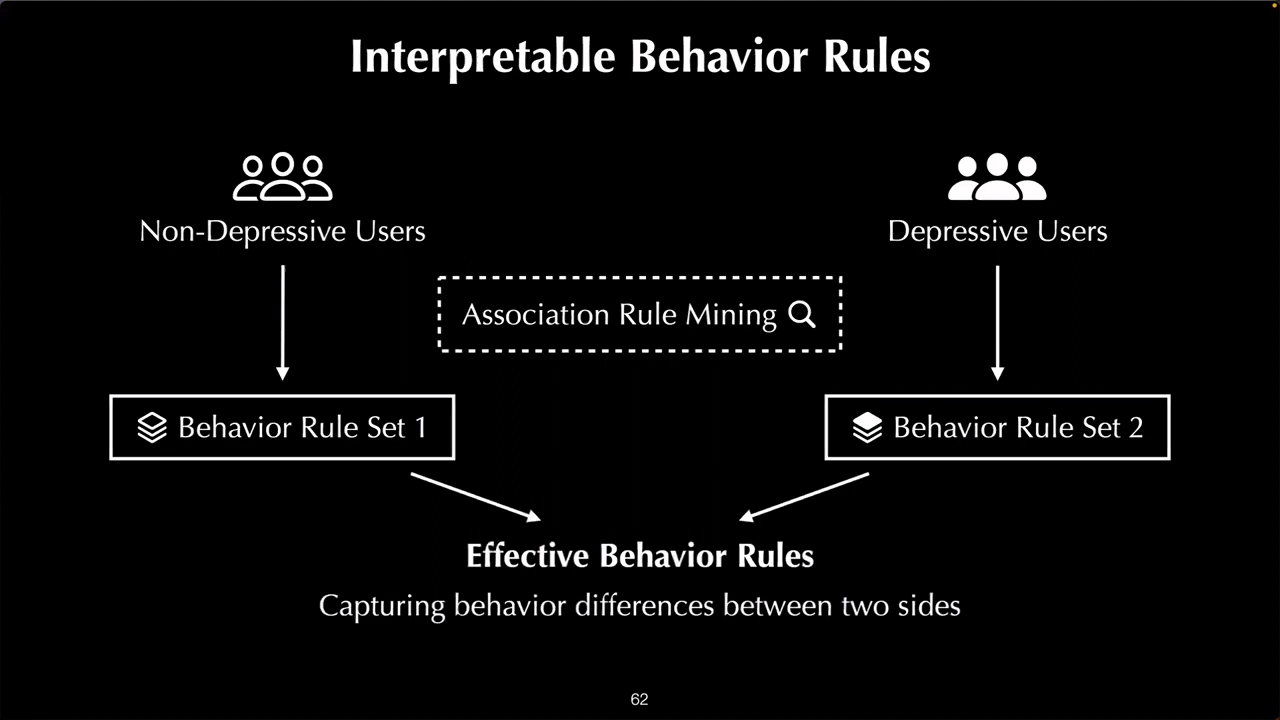 Interpretable Behavior Rules
Non-Depressive Users
Depressive Users
Association Rule Mining
Behavior Rule Set 1
Behavior Rule Set 2
Effective Behavior Rules
Capturing behavior differences between two sides
62